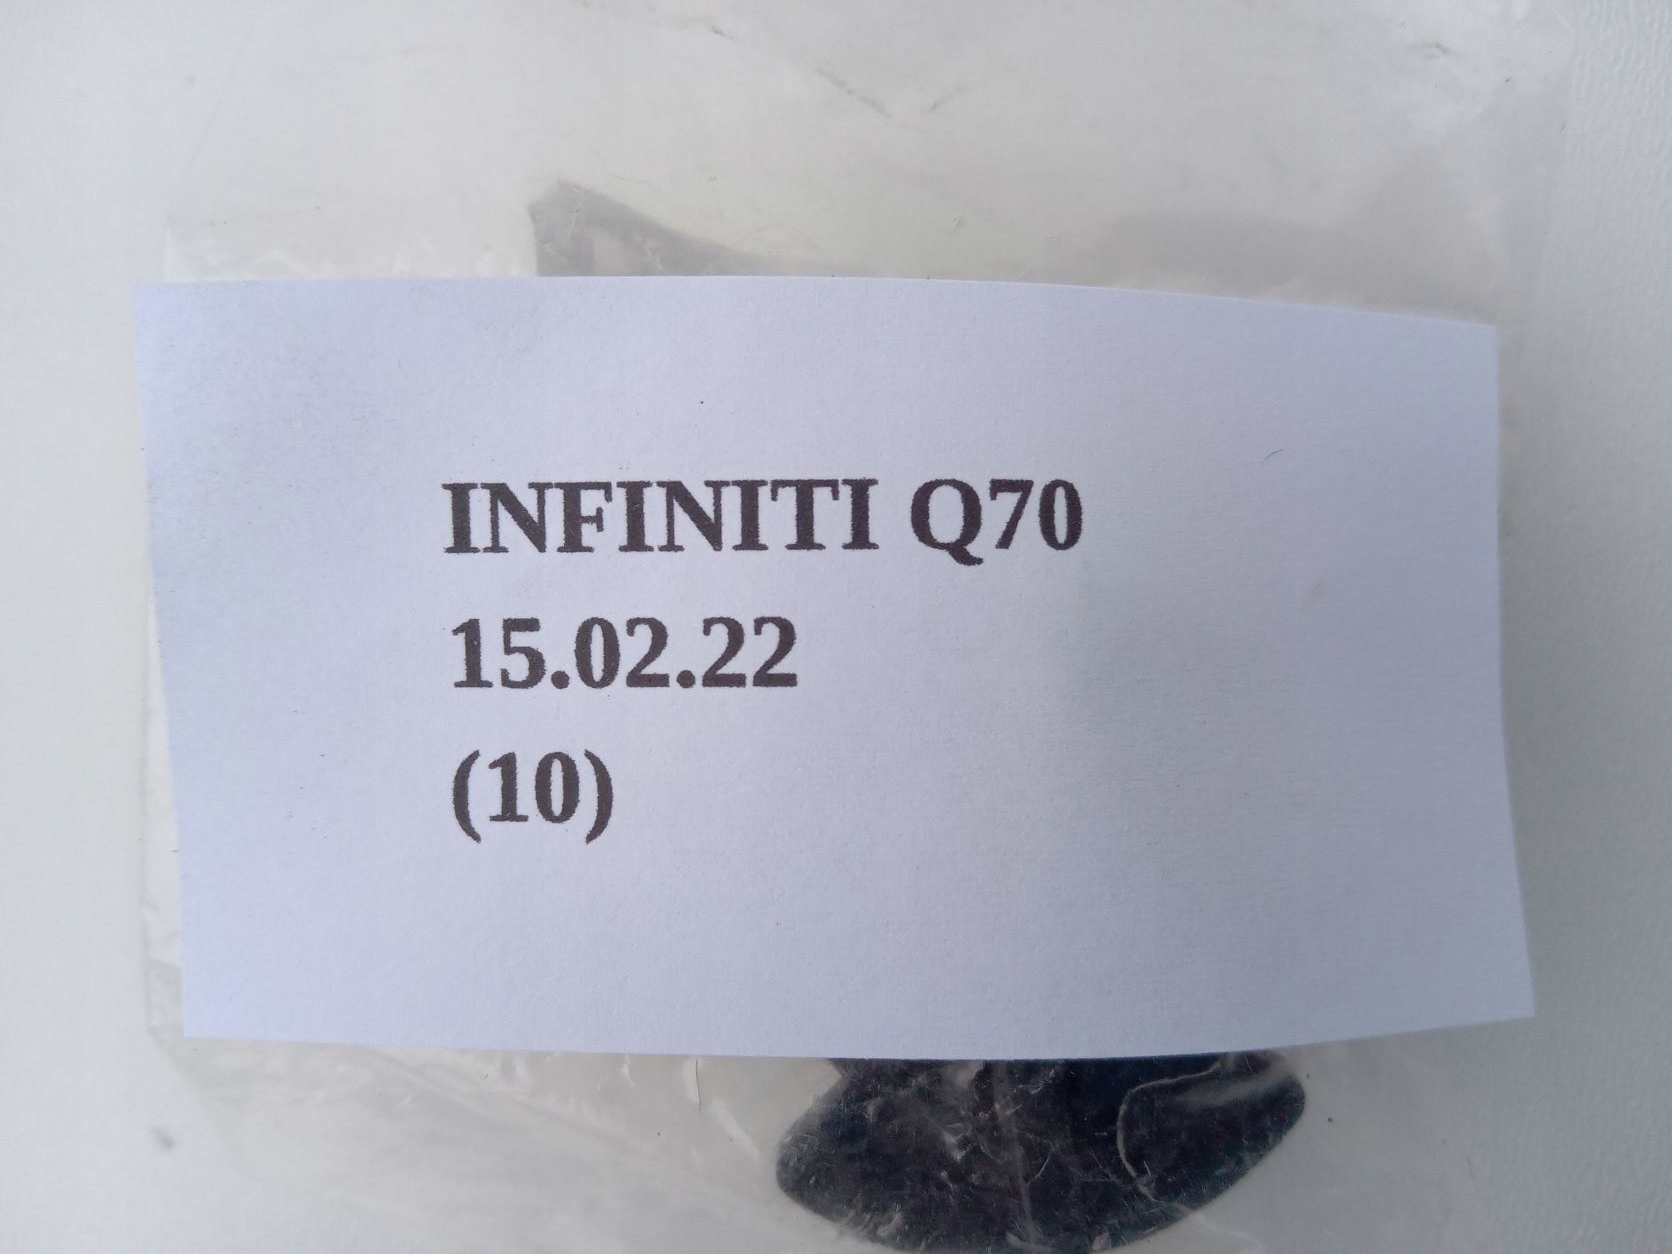 INFINITI Q70
15.02.22
(10)